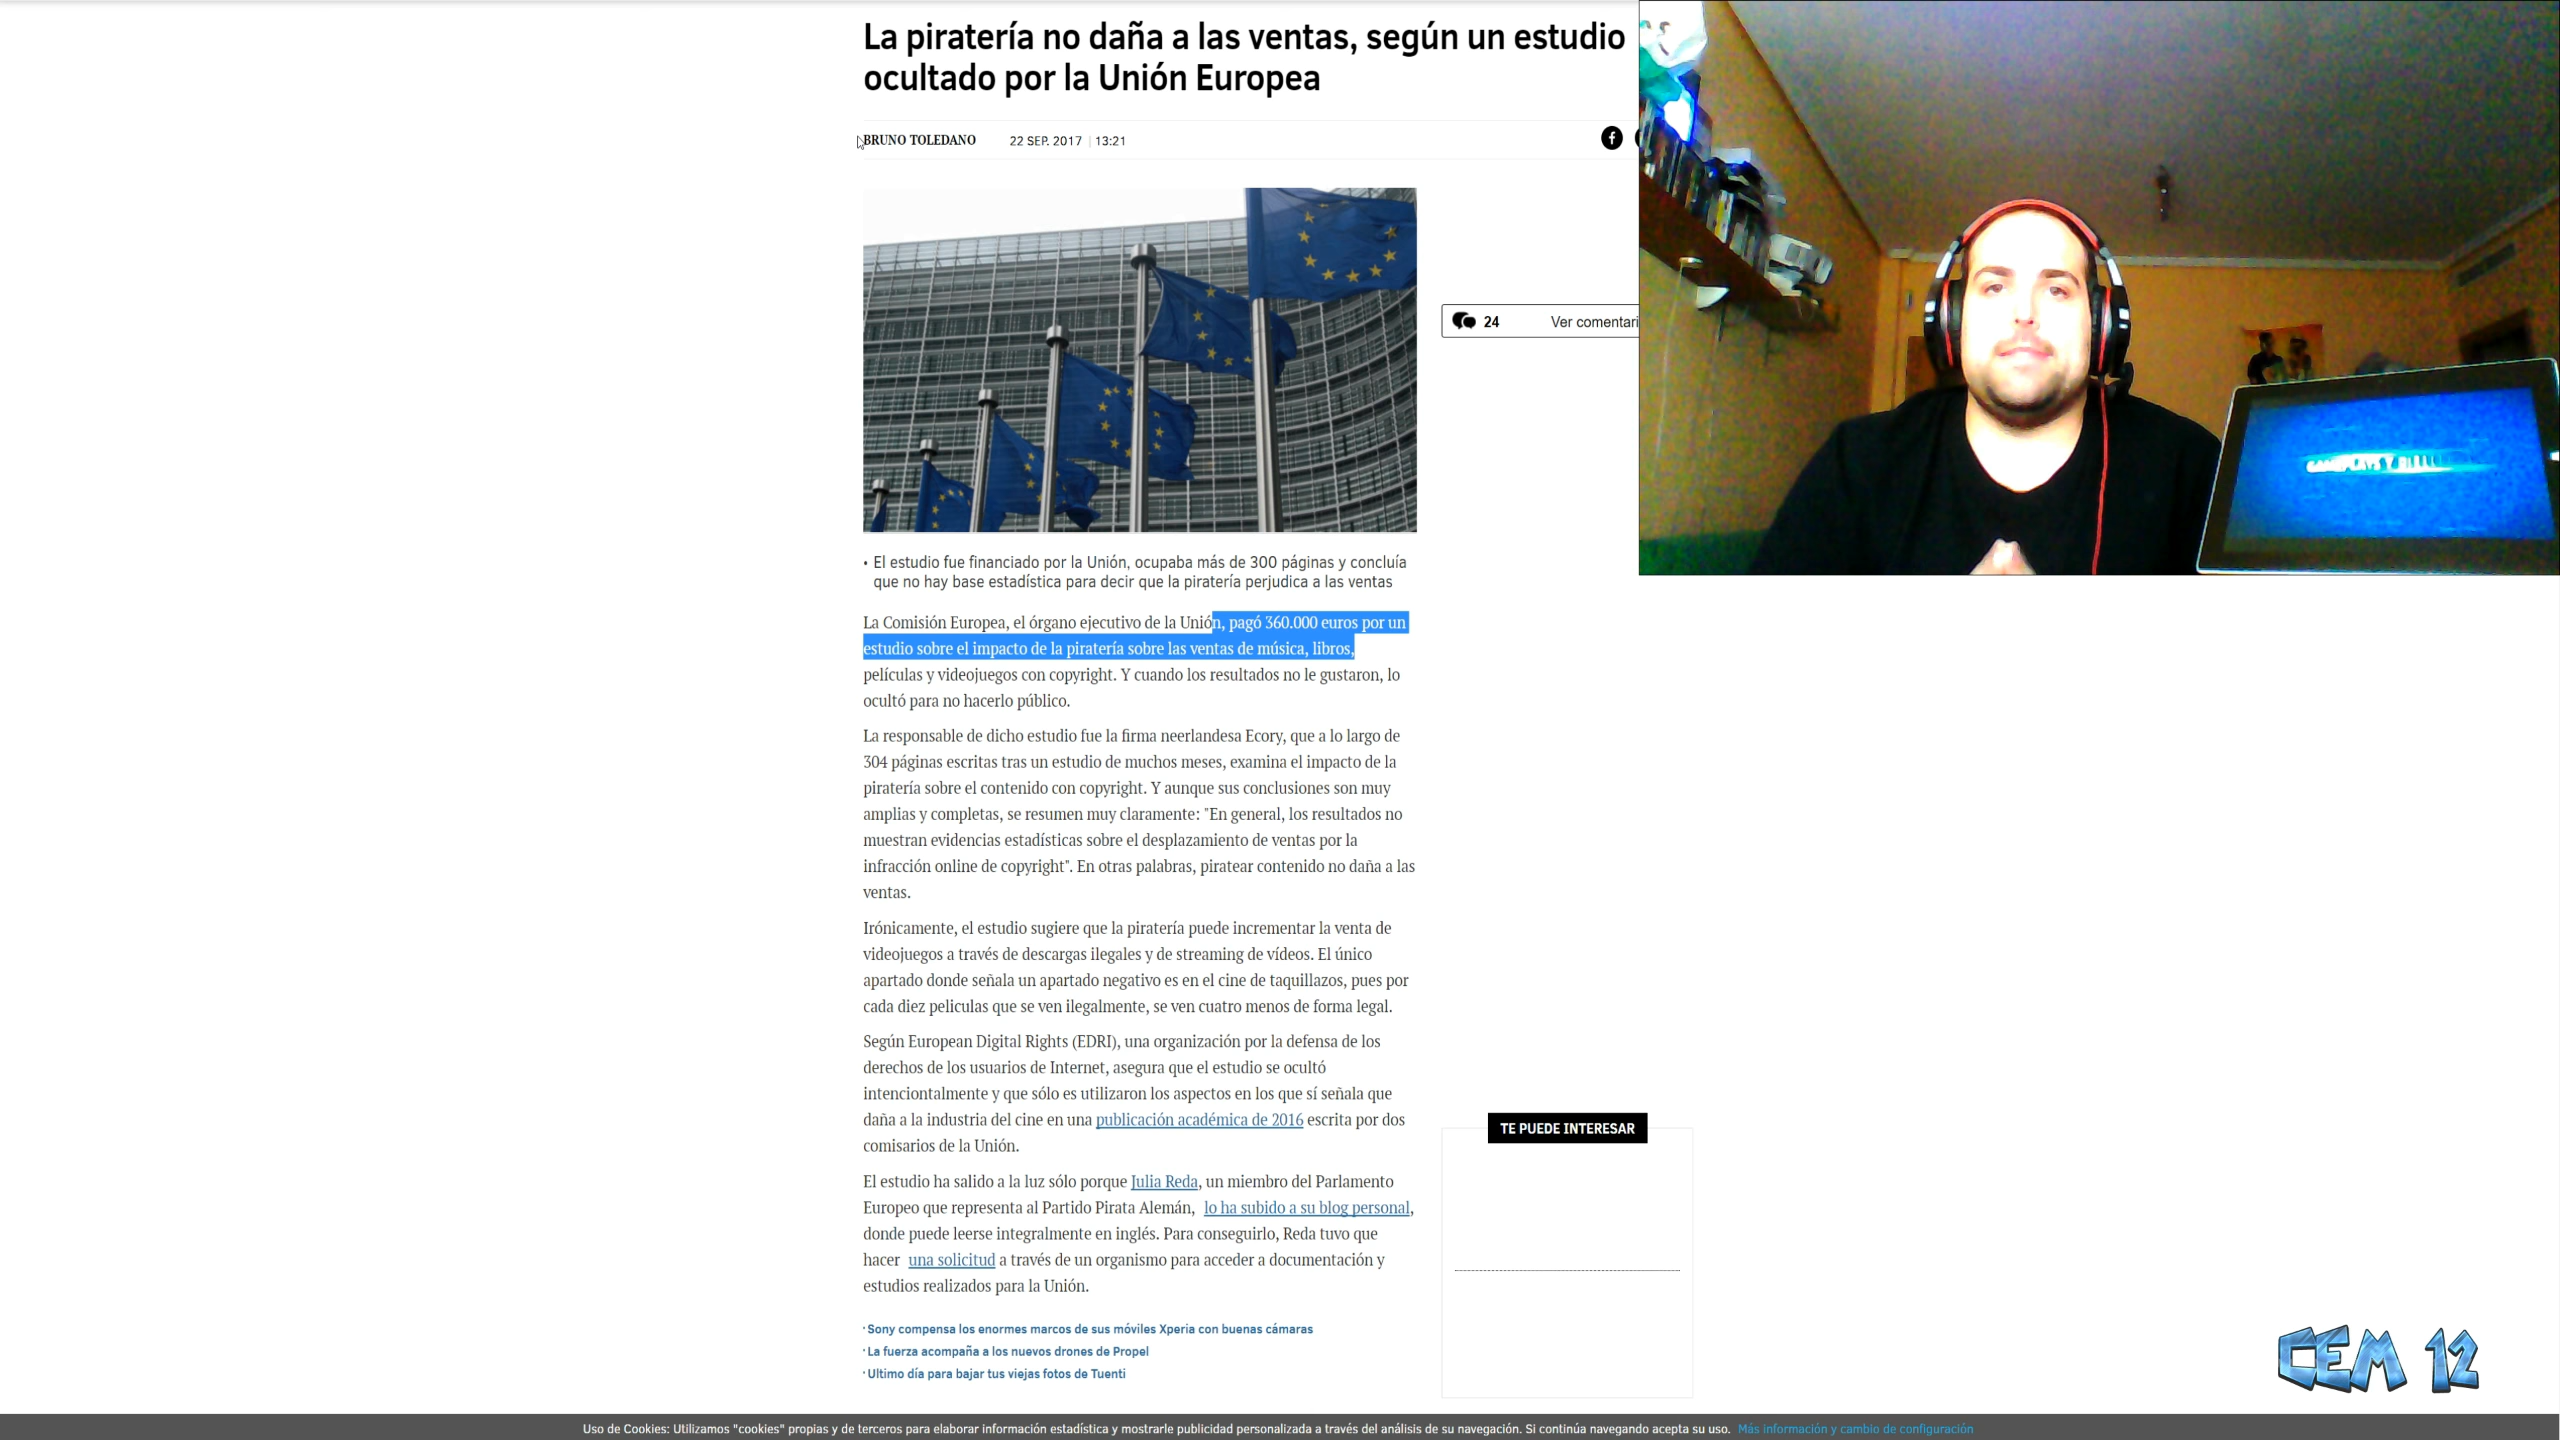 La piratería no daña a las ventas, según un estudio
ocultado por la Unión Europea
BRUNO TOLEDANO 22 SEP. 2017 | 13:21
24 Ver comentari
• El estudio fue financiado por la Unión, ocupaba más de 300 páginas y concluía
que no hay base estadística para decir que la piratería perjudica a las ventas
La Comisión Europea, el órgano ejecutivo de la Unión, pagó 360.000 euros por un
estudio sobre el impacto de la piratería sobre las ventas de música, libros,
películas y videojuegos con copyright. Y cuando los resultados no le gustaron, lo
ocultó para no hacerlo público.
La responsable de dicho estudio fue la firma neerlandesa Ecory, que a lo largo de
304 páginas escritas tras un estudio de muchos meses, examina el impacto de la
piratería sobre el contenido con copyright. Y aunque sus conclusiones son muy
amplias y completas, se resumen muy claramente: "En general, los resultados no
muestran evidencias estadísticas sobre el desplazamiento de ventas por la
infracción online de copyright". En otras palabras, piratear contenido no daña a las
ventas.
Irónicamente, el estudio sugiere que la piratería puede incrementar la venta de
videojuegos a través de descargas ilegales y de streaming de vídeos. El único
apartado donde señala un apartado negativo es en el cine de taquillazos, pues por
cada diez peliculas que se ven ilegalmente, se ven cuatro menos de forma legal.
Según European Digital Rights (EDRI), una organización por la defensa de los
derechos de los usuarios de Internet, asegura que el estudio se ocultó
intenciontalmente y que sólo es utilizaron los aspectos en los que sí señala que
daña a la industria del cine en una publicación académica de 2016 escrita por dos
comisarios de la Unión.
El estudio ha salido a la luz sólo porque Julia Reda, un miembro del Parlamento
Europeo que representa al Partido Pirata Alemán, lo ha subido a su blog personal,
donde puede leerse integralmente en inglés. Para conseguirlo, Reda tuvo que
hacer una solicitud a través de un organismo para acceder a documentación y
estudios realizados para la Unión.
· Sony compensa los enormes marcos de sus móviles Xperia con buenas cámaras
· La fuerza acompaña a los nuevos drones de Propel
· Ultimo día para bajar tus viejas fotos de Tuenti
TE PUEDE INTERESAR
CEM 12
Uso de Cookies: Utilizamos "cookies" propias y de terceros para elaborar información estadística y mostrarle publicidad personalizada a través del análisis de su navegación. Si continúa navegando acepta su uso. Más información y cambio de configuración